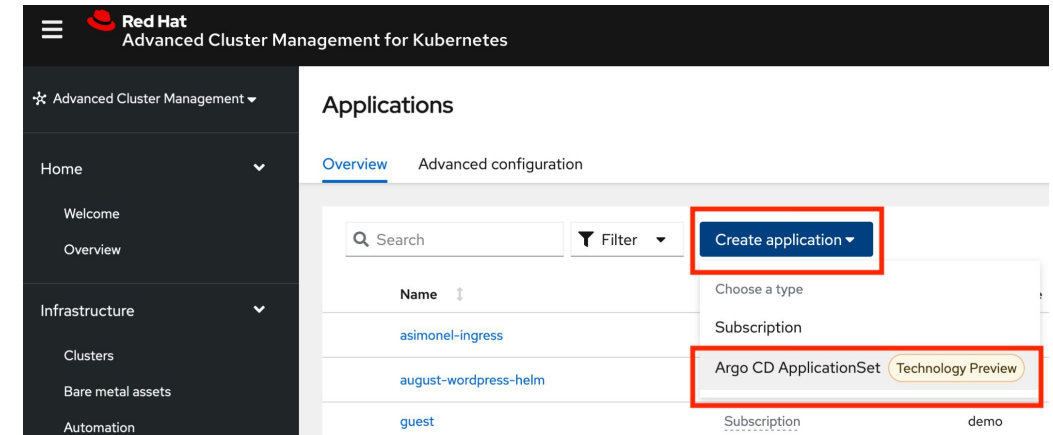 Red Hat
Advanced Cluster Management for Kubernetes
Advanced Cluster Management
Home
Welcome
Overview
Infrastructure
Clusters
Bare metal assets
Automation
Applications
Overview Advanced configuration
Search Filter Create application
Choose a type
Subscription
Argo CD ApplicationSet Technology Preview
Name
asimonel-ingress
august-wordpress-helm
guest Subscription demo